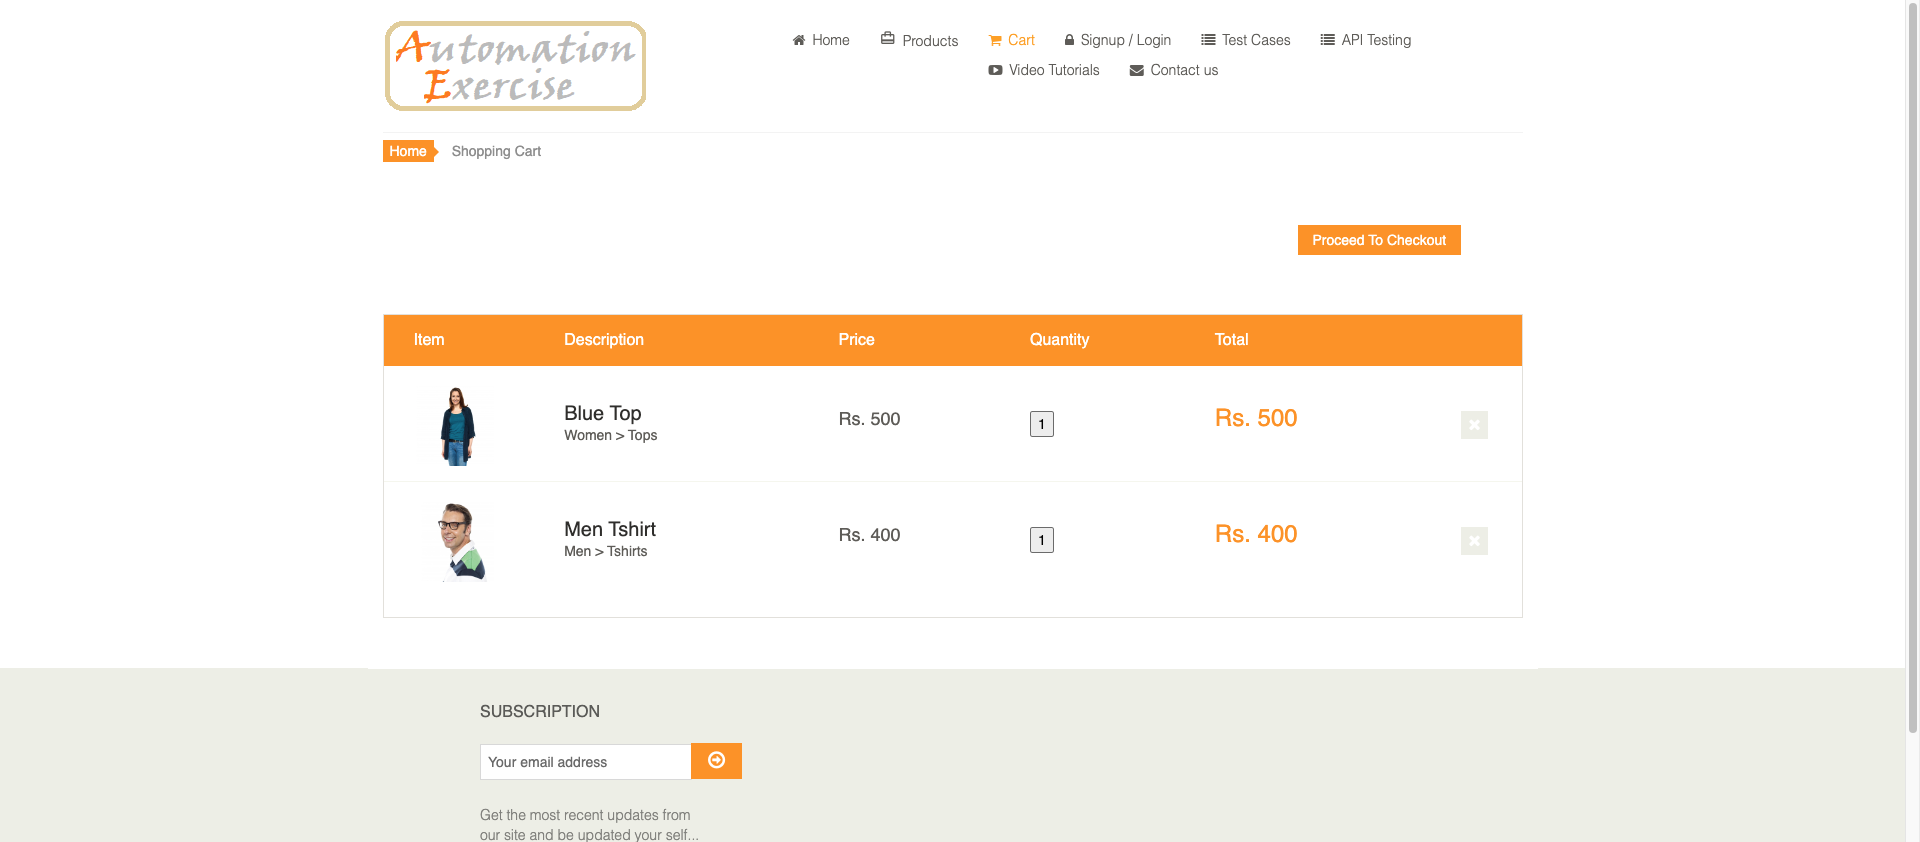 Automation
Exercise
Home
Products
Cart
Signup / Login
Test Cases
API Testing
Video Tutorials
Contact us
Home
Shopping Cart
Proceed To Checkout
Item Description Price Quantity Total
Blue Top
Women > Tops
Rs. 500
1
Rs. 500
Men Tshirt
Men > Tshirts
Rs. 400
1
Rs. 400
SUBSCRIPTION
Your email address
Get the most recent updates from
our site and be updated your self...